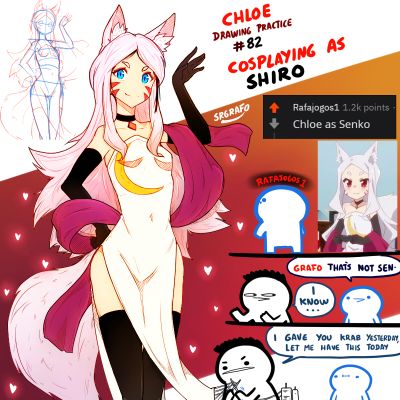 CHLOE
DRAWING PRACTICE
#82
COSPLAYING AS
SHIRO
SRGRAFO
Rafajogos1 1.2k points
Chloe as Senko
RAFAJOGOS1
GRAFO THAT'S NOT SEN-
I
KNOW...
I GAVE YOU KRAB YESTERDAY,
LET ME HAVE THIS TODAY